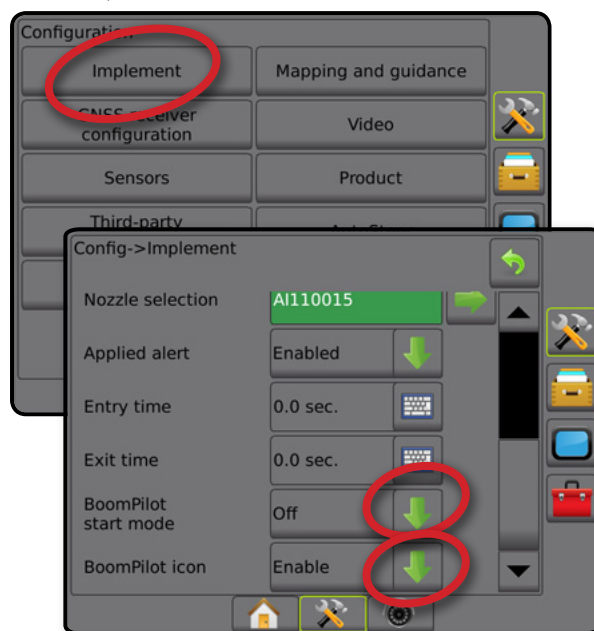 Configuration
Implement
Mapping and guidance
GNSS receiver
configuration
Video
Sensors
Product
Third-party
Config->Implement
Nozzle selection
AI110015
Applied alert
Enabled
Entry time
0.0 sec.
Exit time
0.0 sec.
BoomPilot
start mode
Off
BoomPilot icon
Enable